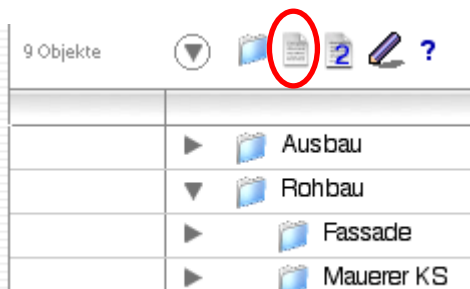 9 Objekte 2 ?
Ausbau
Rohbau
Fassade
Mauerer KS